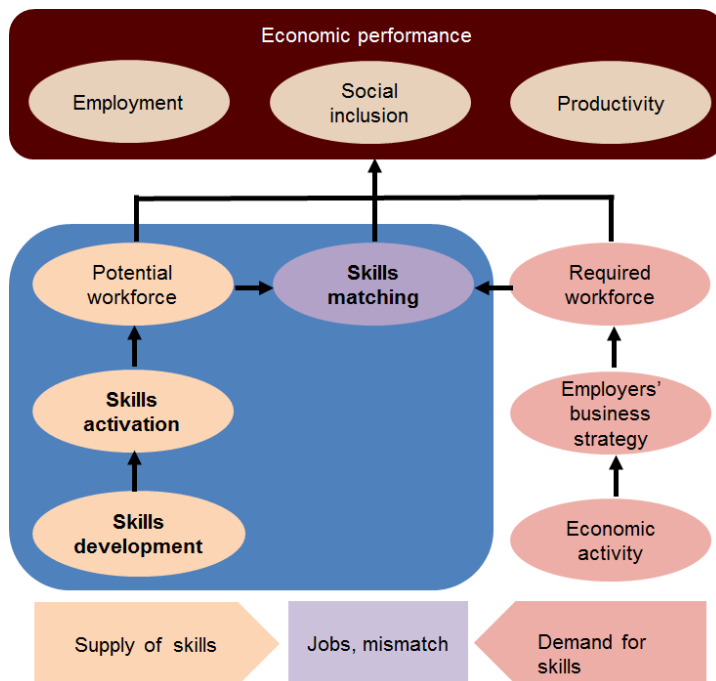 Economic performance
Employment
Social
inclusion
Productivity
Potential
workforce
Skills
matching
Required
workforce
Skills
activation
Employers’
business
strategy
Skills
development
Economic
activity
Supply of skills
Jobs, mismatch
Demand for
skills